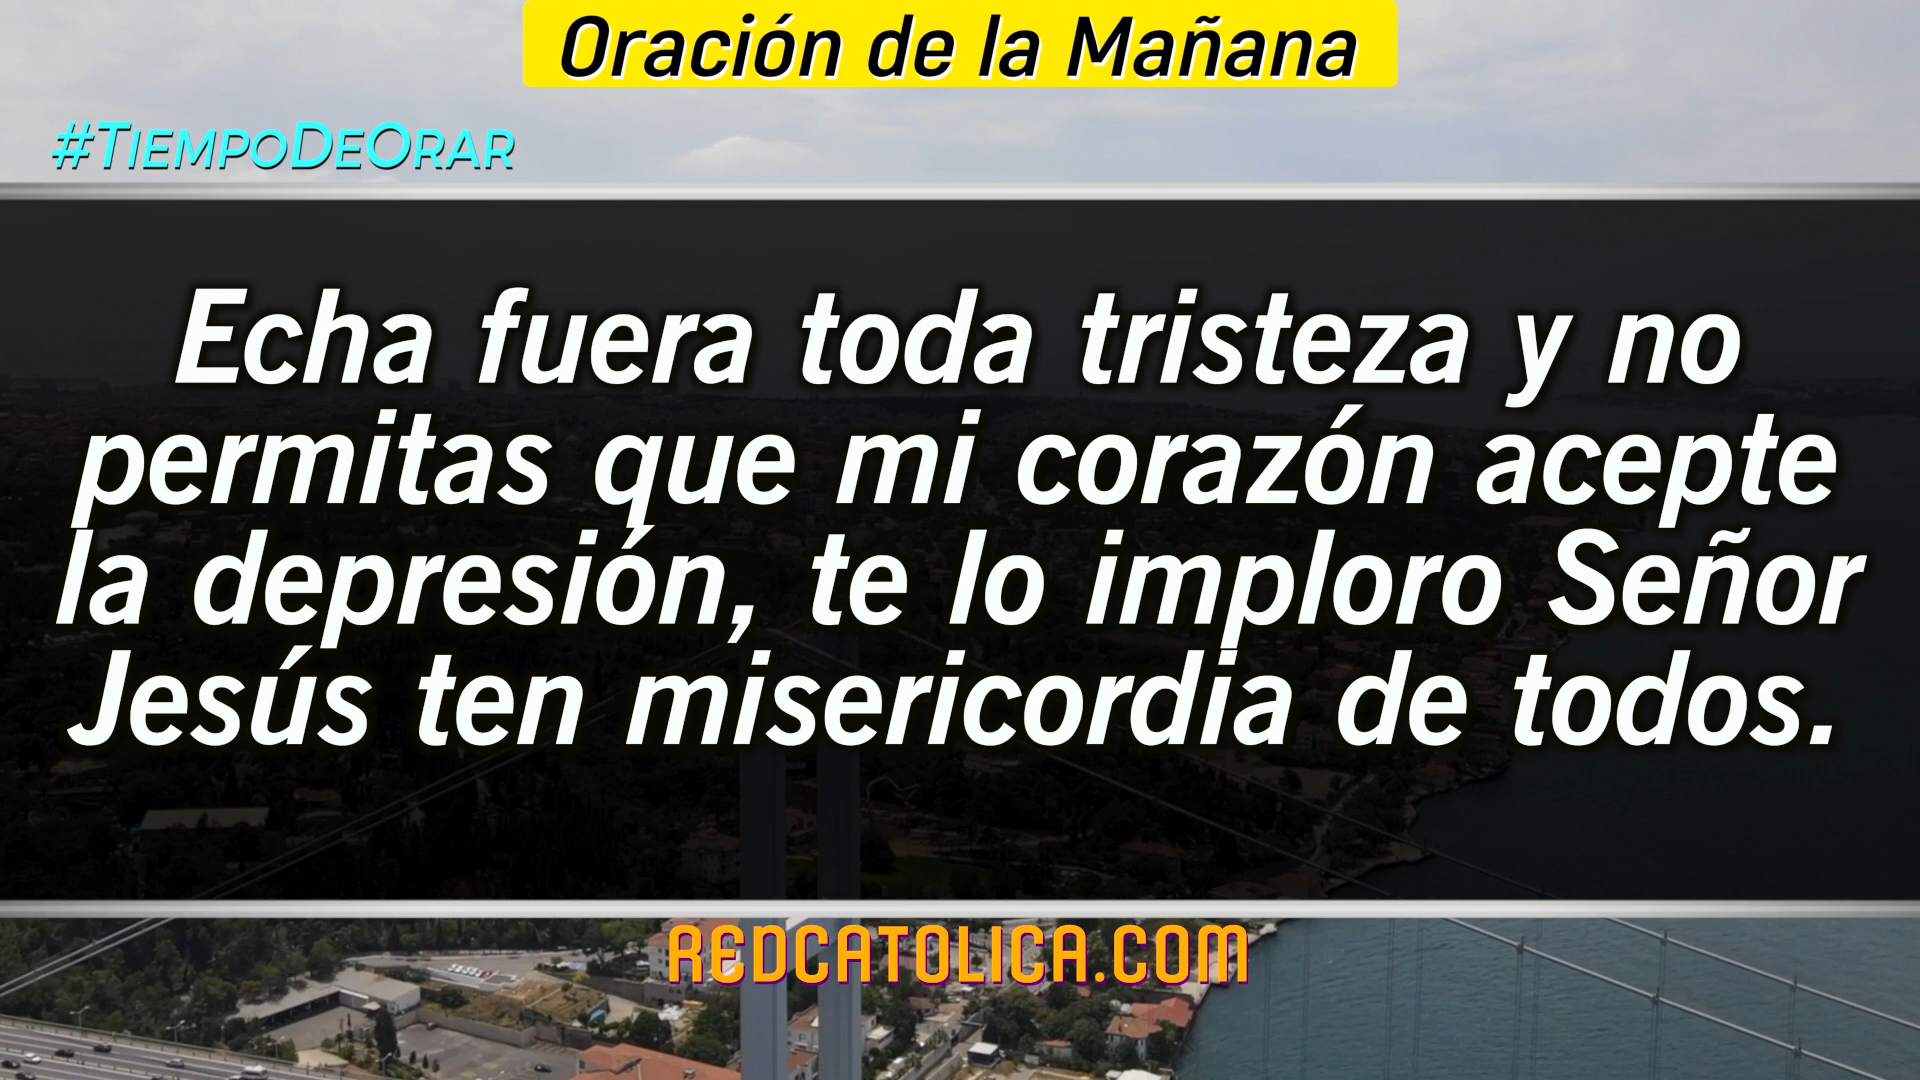 Oración de la Mañana
#TiempoDeOrar
Echa fuera toda tristeza y no
permitas que mi corazón acepte
la depresión, te lo imploro Señor
Jesús ten misericordia de todos.
REDCATOLICA.COM